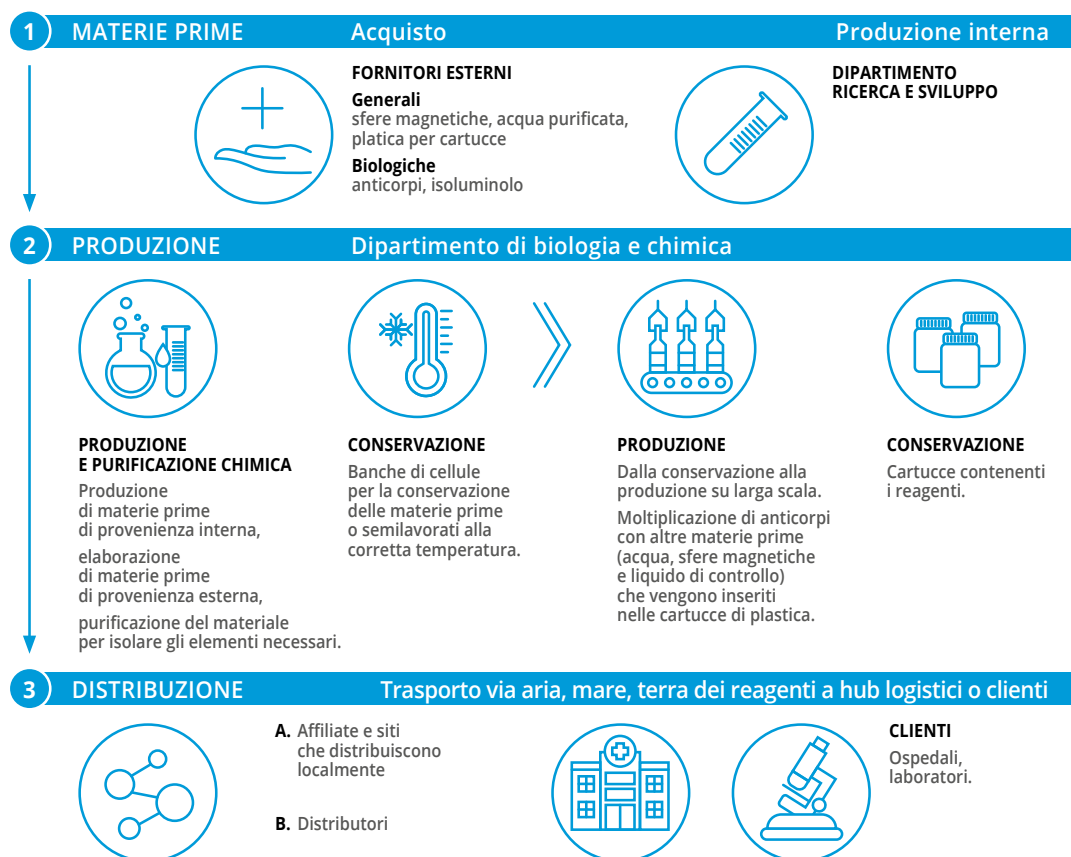 1 MATERIE PRIME Acquisto Produzione interna
FORNITORI ESTERNI
Generali
sfere magnetiche, acqua purificata,
platica per cartucce
Biologiche
anticorpi, isoluminolo
DIPARTIMENTO
RICERCA E SVILUPPO
2 PRODUZIONE Dipartimento di biologia e chimica
PRODUZIONE
E PURIFICAZIONE CHIMICA
Produzione
di materie prime
di provenienza interna,
elaborazione
di materie prime
di provenienza esterna,
purificazione del materiale
per isolare gli elementi necessari.
CONSERVAZIONE
Banche di cellule
per la conservazione
delle materie prime
o semilavorati alla
corretta temperatura.
PRODUZIONE
Dalla conservazione alla
produzione su larga scala.
Moltiplicazione di anticorpi
con altre materie prime
(acqua, sfere magnetiche
e liquido di controllo)
che vengono inseriti
nelle cartucce di plastica.
CONSERVAZIONE
Cartucce contenenti
i reagenti.
3 DISTRIBUZIONE Trasporto via aria, mare, terra dei reagenti a hub logistici o clienti
A. Affiliate e siti
che distribuiscono
localmente
B. Distributori
CLIENTI
Ospedali,
laboratori.